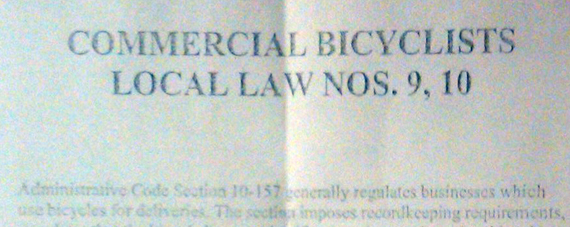 COMMERCIAL BICYCLISTS
LOCAL LAW NOS. 9, 10
Administrative Code Section 10-157 generally regulates businesses which
use bicycles for deliveries. The section imposes recordkeeping requirements,